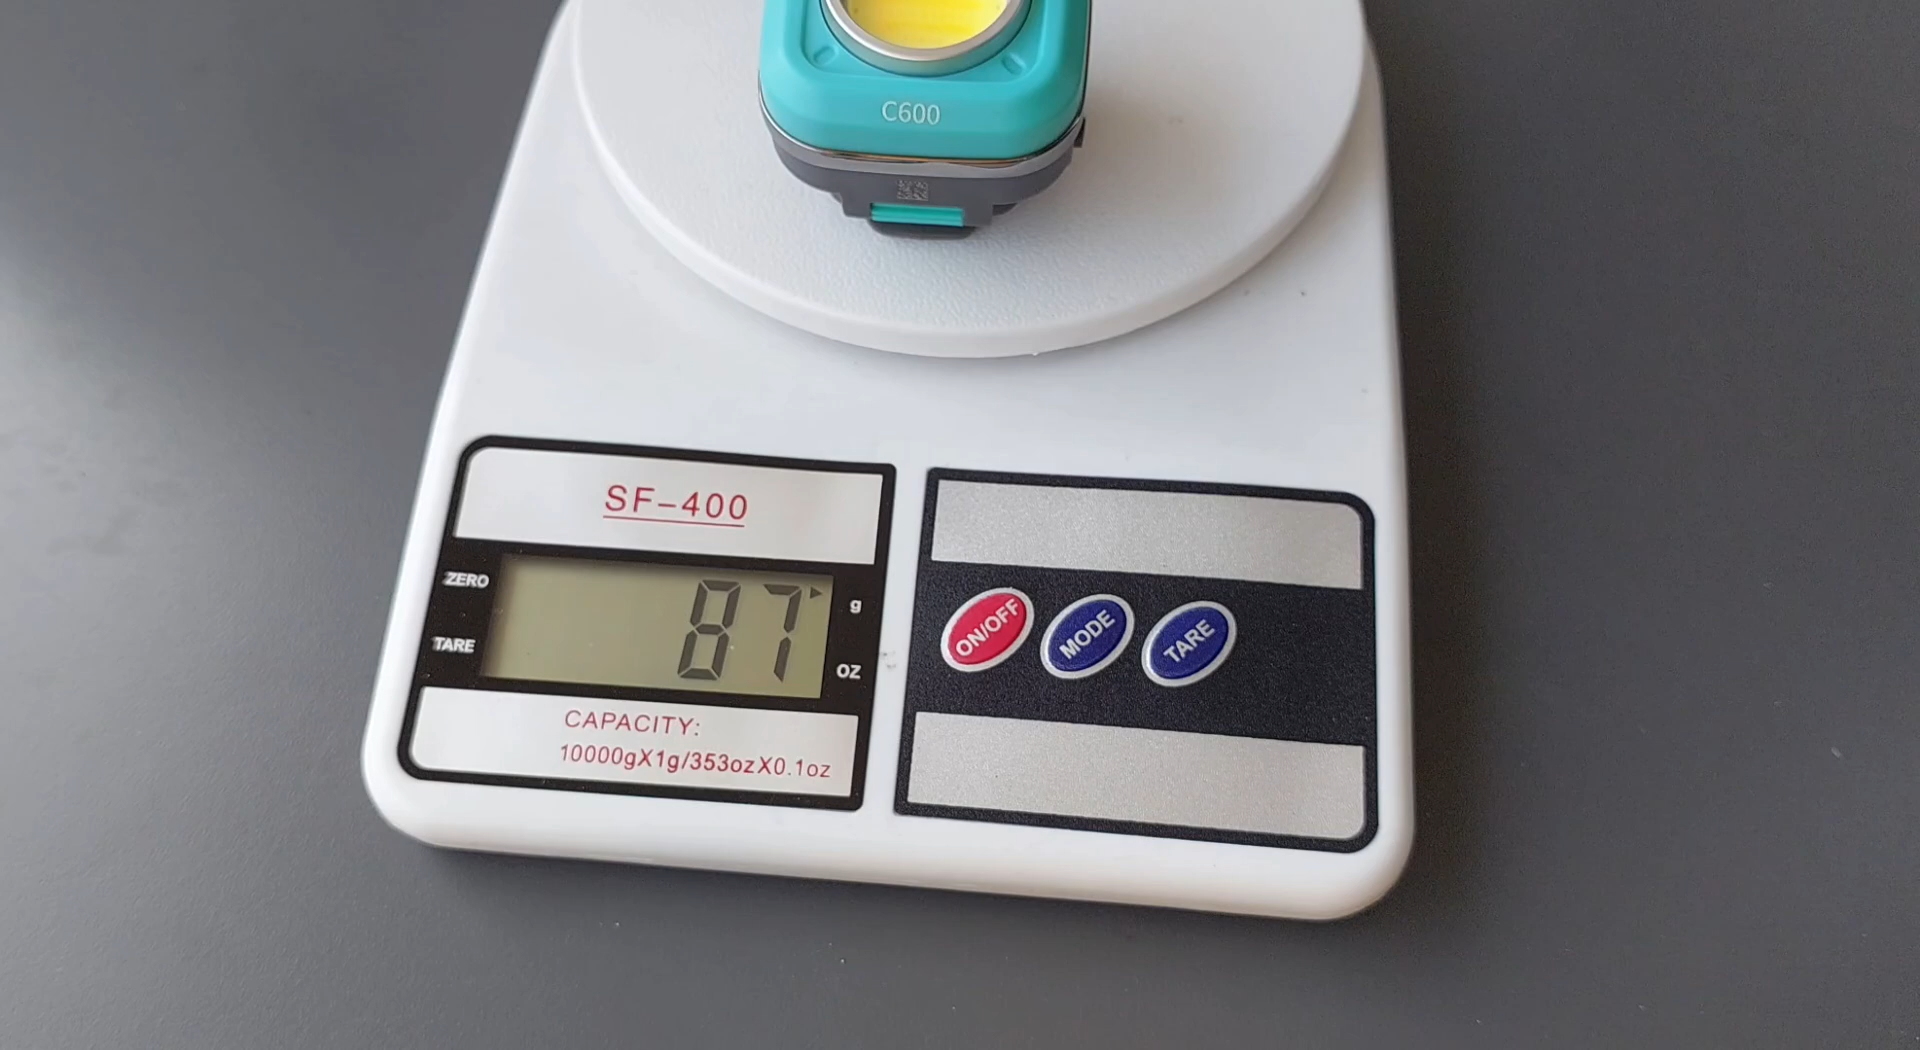 C600
SF-400
ZERO
87
g
TARE
OZ
ON/OFF
MODE
TARE
CAPACITY:
10000gX1g/353ozX0.1oz